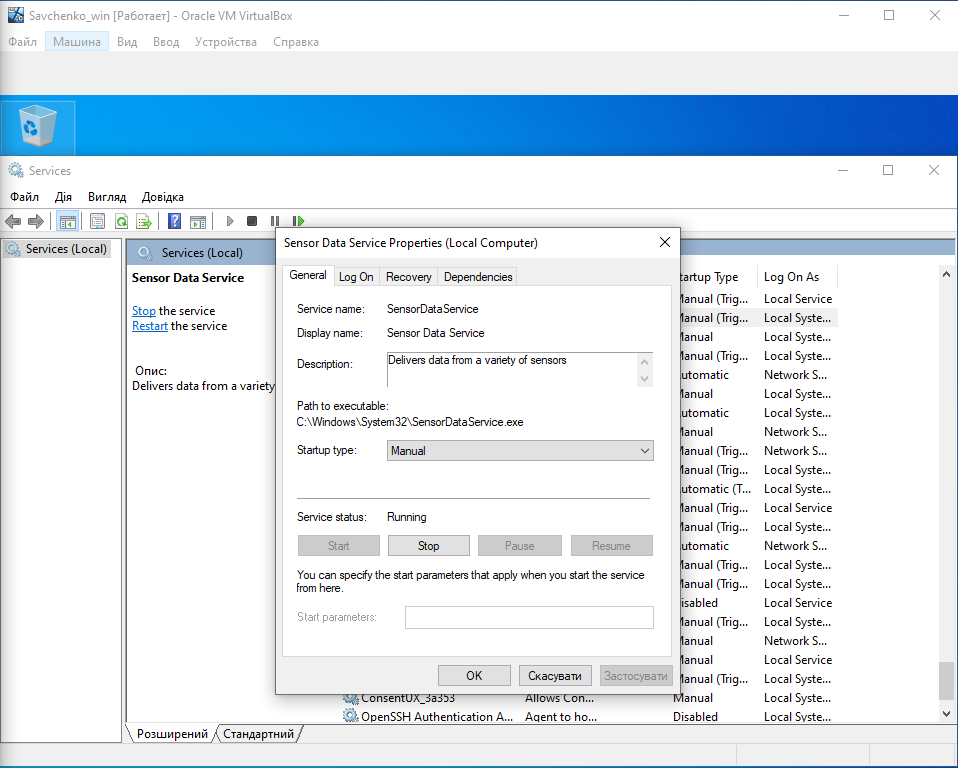 Savchenko_win [Работает] - Oracle VM VirtualBox
Файл Машина Вид Ввод Устройства Справка
Services
Файл Дія Вигляд Довідка
Services (Local)
Services (Local)
Sensor Data Service
Stop the service
Restart the service
Опис:
Delivers data from a variety
Sensor Data Service Properties (Local Computer)
General Log On Recovery Dependencies
Service name: SensorDataService
Display name: Sensor Data Service
Description: Delivers data from a variety of sensors
Path to executable:
C:\Windows\System32\SensorDataService.exe
Startup type: Manual
Service status: Running
Start Stop Pause Resume
You can specify the start parameters that apply when you start the service
from here.
Start parameters:
OK Скасувати Застосувати
tartup Type Log On As
Manual (Trig... Local Service
Manual (Trig... Local Syste...
Manual Local Syste...
Manual (Trig... Local Syste...
utomatic Network S...
Manual Local Syste...
utomatic Local Syste...
Manual Network S...
Manual (Trig... Local Syste...
Manual (Trig... Local Syste...
utomatic (T... Local Syste...
Manual (Trig... Local Service
Manual (Trig... Local Syste...
utomatic Network S...
Manual (Trig... Local Syste...
Manual (Trig... Local Syste...
isabled Local Service
Manual (Trig... Local Syste...
Manual Network S...
Manual Local Service
Manual (Trig... Local Syste...
ConsentUX_3a353 Allows Con... Manual Local Syste...
OpenSSH Authentication A... Agent to ho... Disabled Local Syste...
Розширений Стандартний